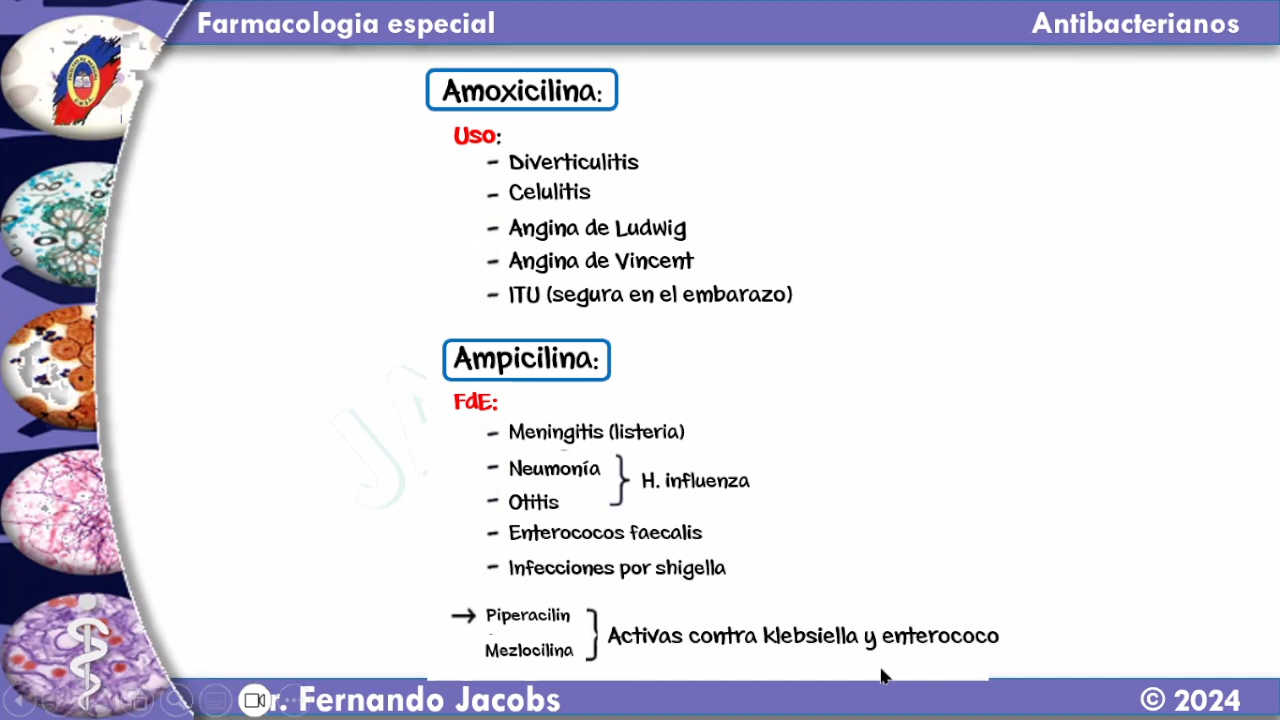 Farmacologia especial
Antibacterianos
Amoxicilina:
Uso:
- Diverticulitis
- Celulitis
- Angina de Ludwig
- Angina de Vincent
- ITU (segura en el embarazo)
Ampicilina:
FdE:
- Meningitis (listeria)
- Neumonía
- Otitis
H. influenza
- Enterococos faecalis
- Infecciones por shigella
→ Piperacilin
Mezlocilina
Activas contra klebsiella y enterococo
r. Fernando Jacobs
© 2024